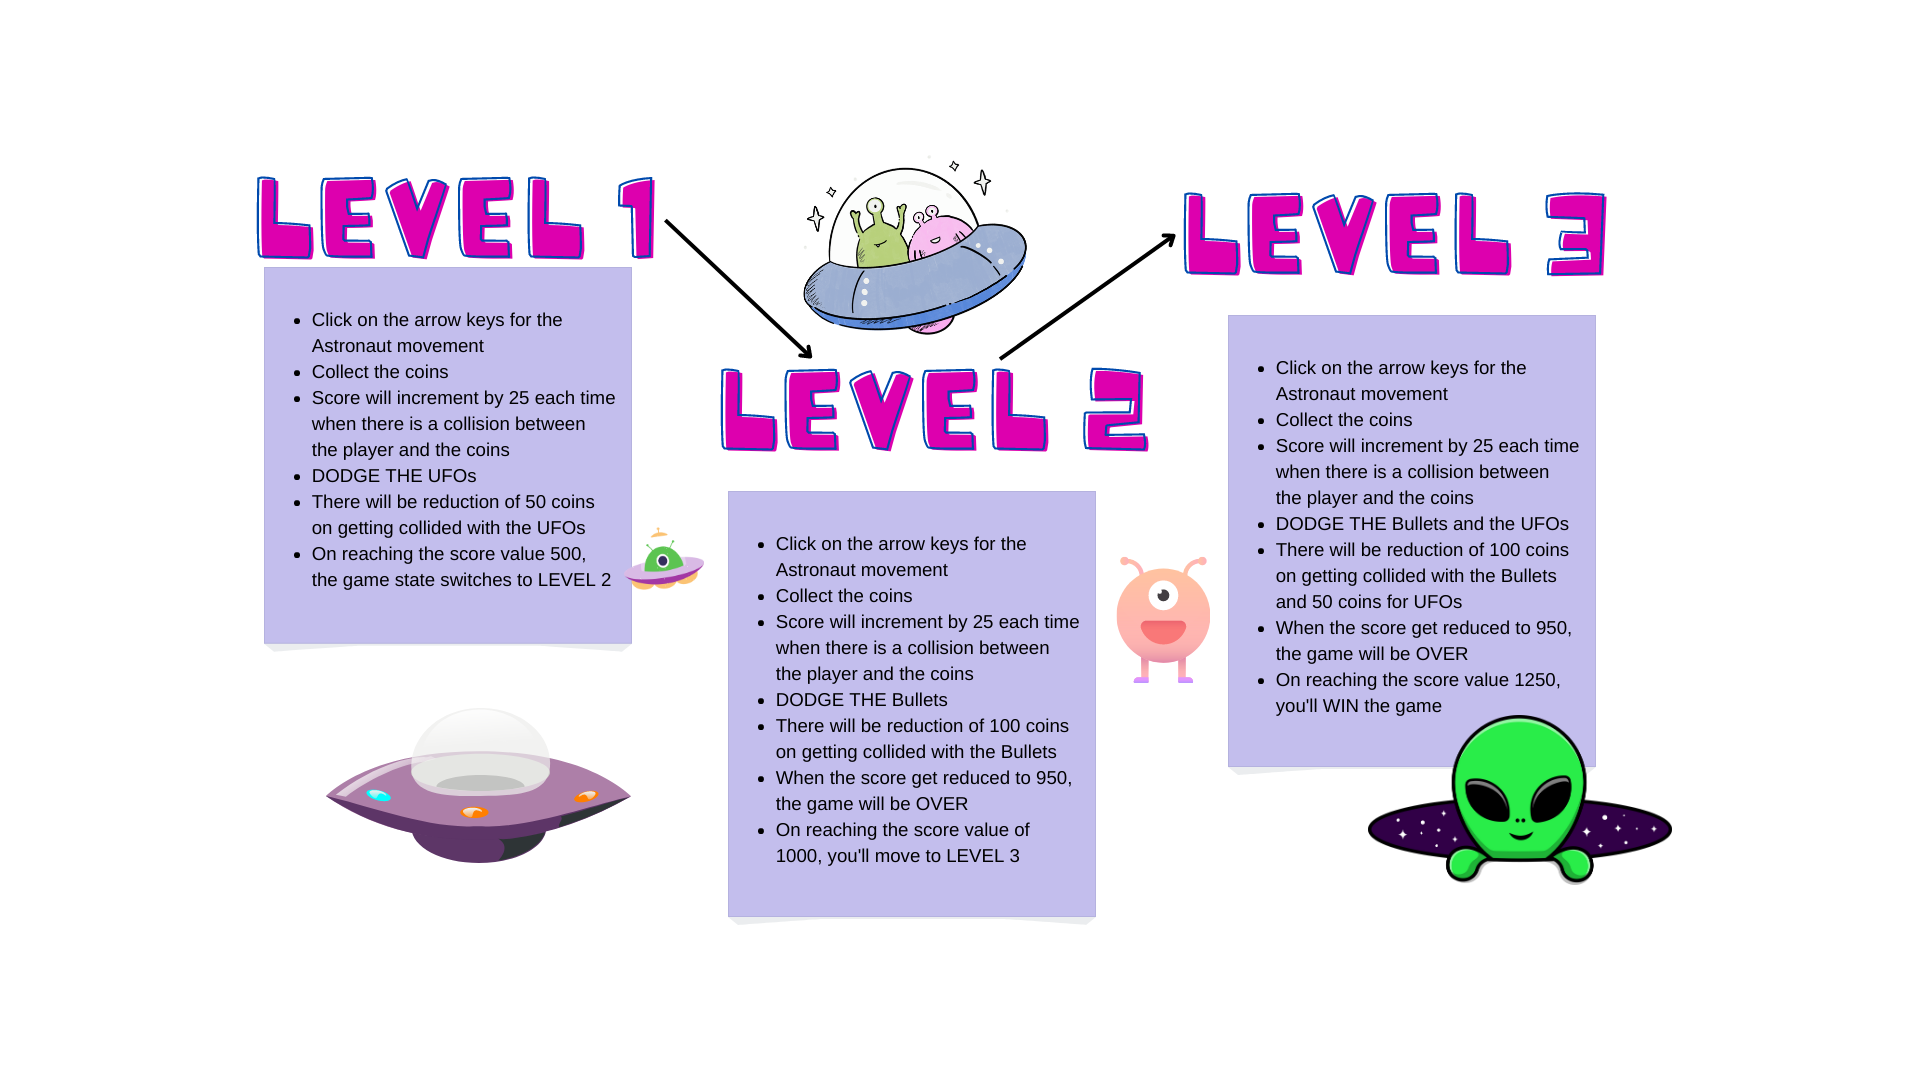 LEVEL 1
• Click on the arrow keys for the
Astronaut movement
• Collect the coins
• Score will increment by 25 each time
when there is a collision between
the player and the coins
• DODGE THE UFOs
• There will be reduction of 50 coins
on getting collided with the UFOs
• On reaching the score value 500,
the game state switches to LEVEL 2
LEVEL 2
• Click on the arrow keys for the
Astronaut movement
• Collect the coins
• Score will increment by 25 each time
when there is a collision between
the player and the coins
• DODGE THE Bullets
• There will be reduction of 100 coins
on getting collided with the Bullets
• When the score get reduced to 950,
the game will be OVER
• On reaching the score value of
1000, you'll move to LEVEL 3
LEVEL 3
• Click on the arrow keys for the
Astronaut movement
• Collect the coins
• Score will increment by 25 each time
when there is a collision between
the player and the coins
• DODGE THE Bullets and the UFOs
• There will be reduction of 100 coins
on getting collided with the Bullets
and 50 coins for UFOs
• When the score get reduced to 950,
the game will be OVER
• On reaching the score value 1250,
you'll WIN the game